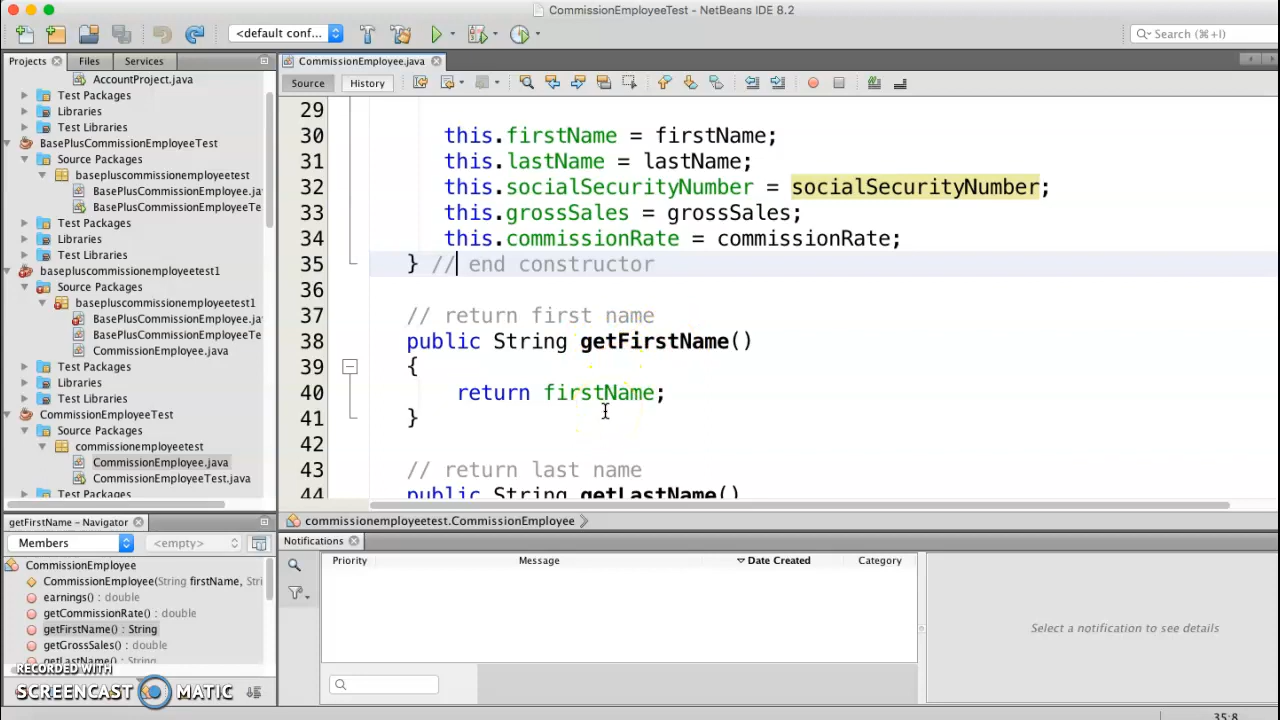 CommissionEmployeeTest - NetBeans IDE 8.2
<default conf...
Search (⌘+I)
Projects
Files
Services
CommissionEmployee.java
Source
History
AccountProject.java
Test Packages
Libraries
Test Libraries
BasePlusCommissionEmployeeTest
Source Packages
basepluscommissionemployeetest
BasePlusCommissionEmployee.ja
BasePlusCommissionEmployeeTe
Test Packages
Libraries
Test Libraries
basepluscommissionemployeetest1
Source Packages
basepluscommissionemployeetest1
BasePlusCommissionEmployee.ja
BasePlusCommissionEmployeeTe
CommissionEmployee.java
Test Packages
Libraries
Test Libraries
CommissionEmployeeTest
Source Packages
commissionemployeetest
CommissionEmployee.java
CommissionEmployeeTest.java
Test Packages
29
30 this.firstName = firstName;
31 this.lastName = lastName;
32 this.socialSecurityNumber = socialSecurityNumber;
33 this.grossSales = grossSales;
34 this.commissionRate = commissionRate;
35 } // end constructor
36
37 // return first name
38 public String getFirstName()
39 {
40 return firstName;
41 }
42
43 // return last name
44 public String getLastName()
commissionemployeetest.CommissionEmployee
getFirstName - Navigator
Members
<empty>
CommissionEmployee
CommissionEmployee(String firstName, Stri
earnings() : double
getCommissionRate() : double
getFirstName() : String
getGrossSales() : double
getLastName() : String
Notifications
Priority
Message
Date Created
Category
Select a notification to see details
RECORDED WITH
SCREENCAST MATIC
35:8